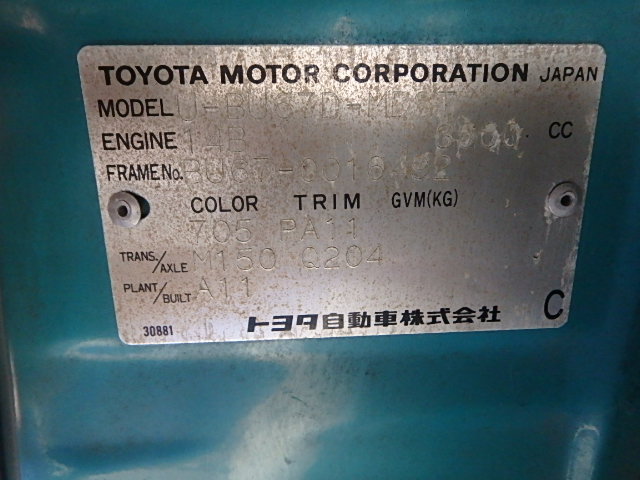 TOYOTA MOTOR CORPORATION JAPAN
MODEL
ENGINE 14B CC
FRAME No.
COLOR TRIM GVM(KG)
705 PA11
TRANS./AXLE M150 Q204
PLANT/BUILT A11
30881 トヨタ自動車株式会社 C